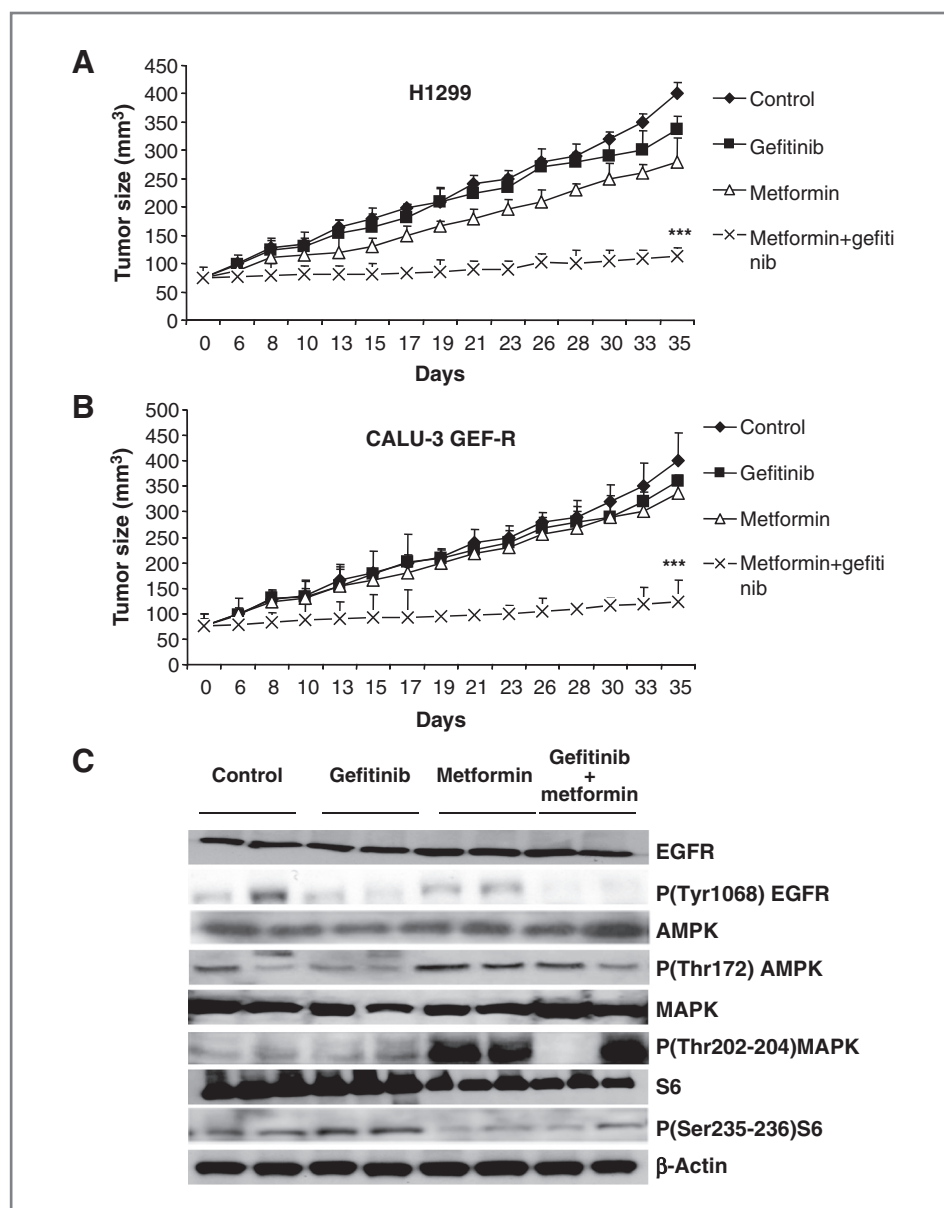 A
H1299
Tumor size (mm3)
450
400
350
300
250
200
150
100
50
0
0 6 8 10 13 15 17 19 21 23 26 28 30 33 35
Days
***
Control
Gefitinib
Metformin
Metformin+gefiti
nib
B
CALU-3 GEF-R
Tumor size (mm3)
500
450
400
350
300
250
200
150
100
50
0
0 6 8 10 13 15 17 19 21 23 26 28 30 33 35
Days
***
Control
Gefitinib
Metformin
Metformin+gefiti
nib
C
Control
Gefitinib
Metformin
Gefitinib
+
metformin
EGFR
P(Tyr1068) EGFR
AMPK
P(Thr172) AMPK
MAPK
P(Thr202-204)MAPK
S6
P(Ser235-236)S6
β-Actin